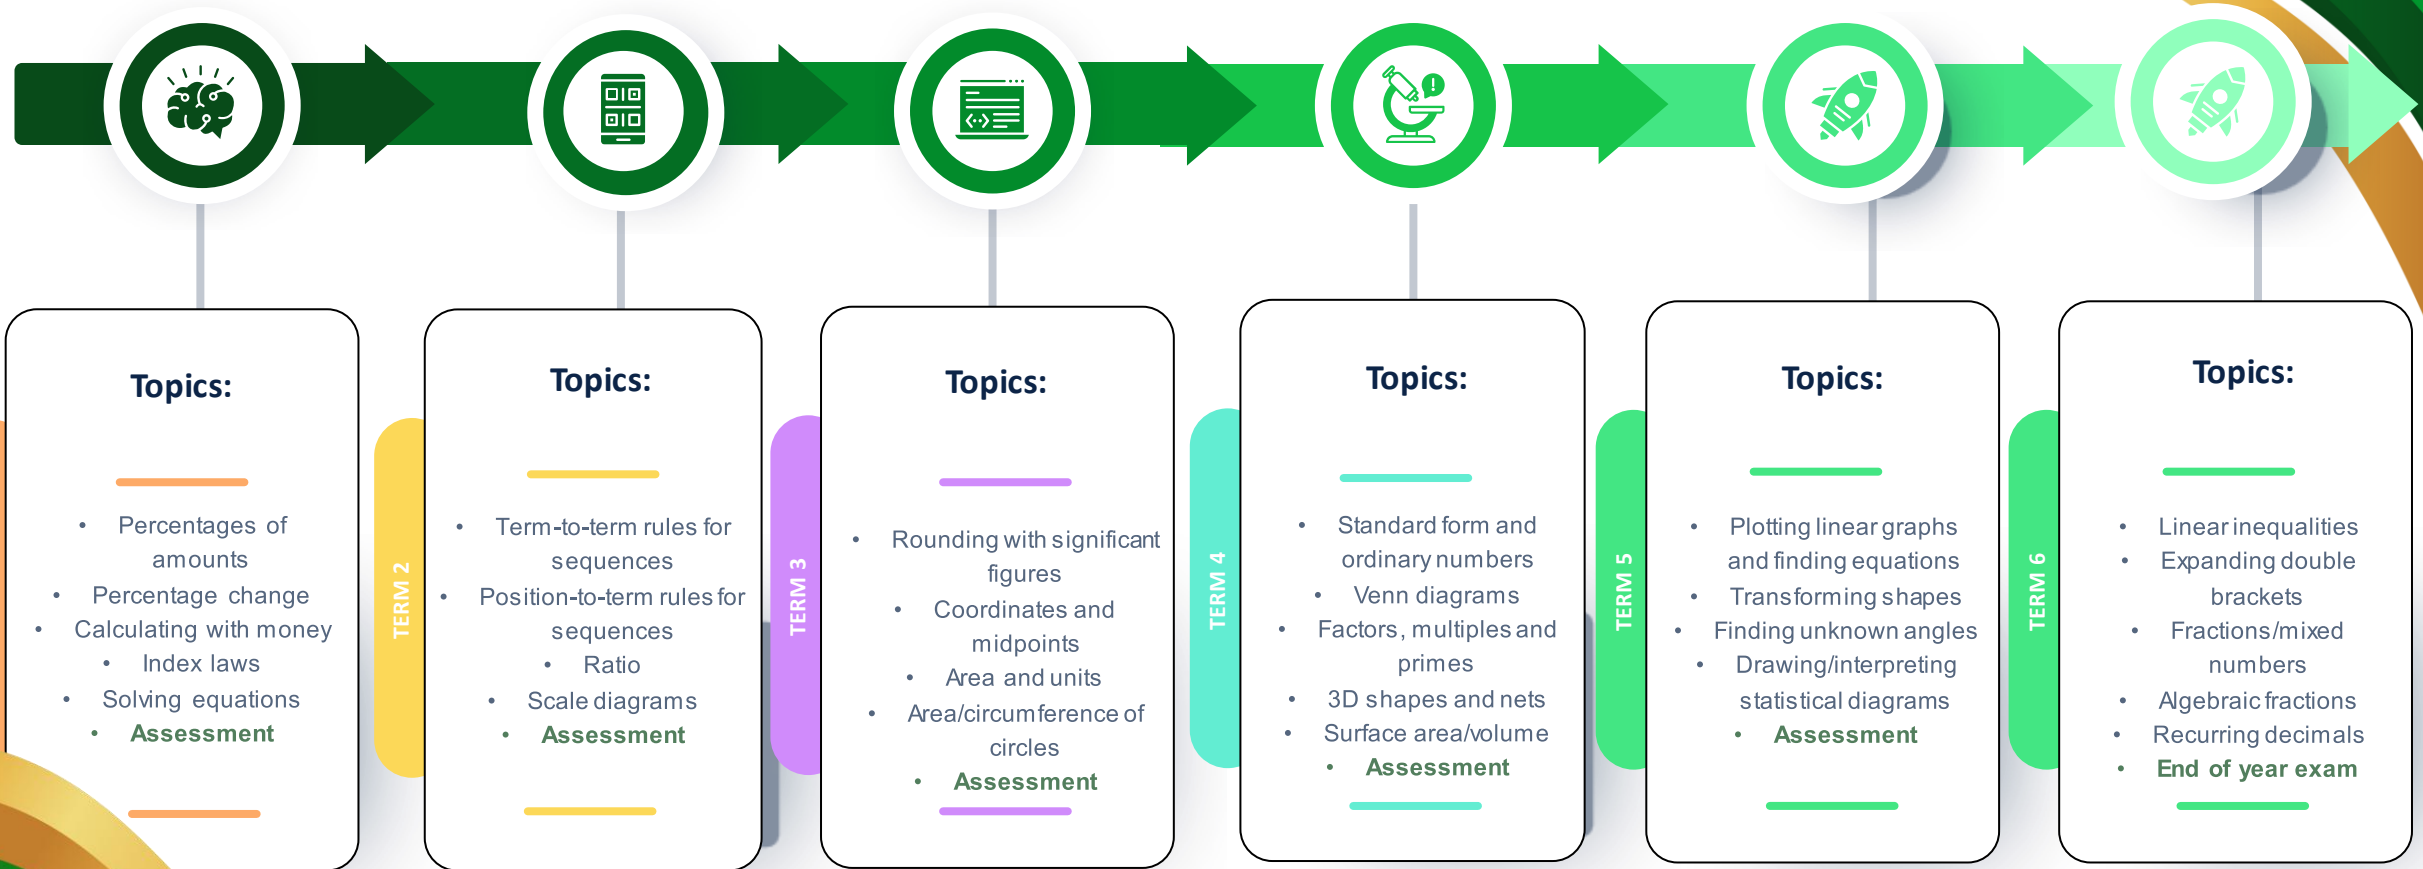 Topics:
• Percentages of
amounts
• Percentage change
• Calculating with money
• Index laws
• Solving equations
• Assessment
TERM 2
Topics:
• Term-to-term rules for
sequences
• Position-to-term rules for
sequences
• Ratio
• Scale diagrams
• Assessment
TERM 3
Topics:
• Rounding with significant
figures
• Coordinates and
midpoints
• Area and units
• Area/circumference of
circles
• Assessment
TERM 4
Topics:
• Standard form and
ordinary numbers
• Venn diagrams
• Factors, multiples and
primes
• 3D shapes and nets
• Surface area/volume
• Assessment
TERM 5
Topics:
• Plotting linear graphs
and finding equations
• Transforming shapes
• Finding unknown angles
• Drawing/interpreting
statistical diagrams
• Assessment
TERM 6
Topics:
• Linear inequalities
• Expanding double
brackets
• Fractions/mixed
numbers
• Algebraic fractions
• Recurring decimals
• End of year exam